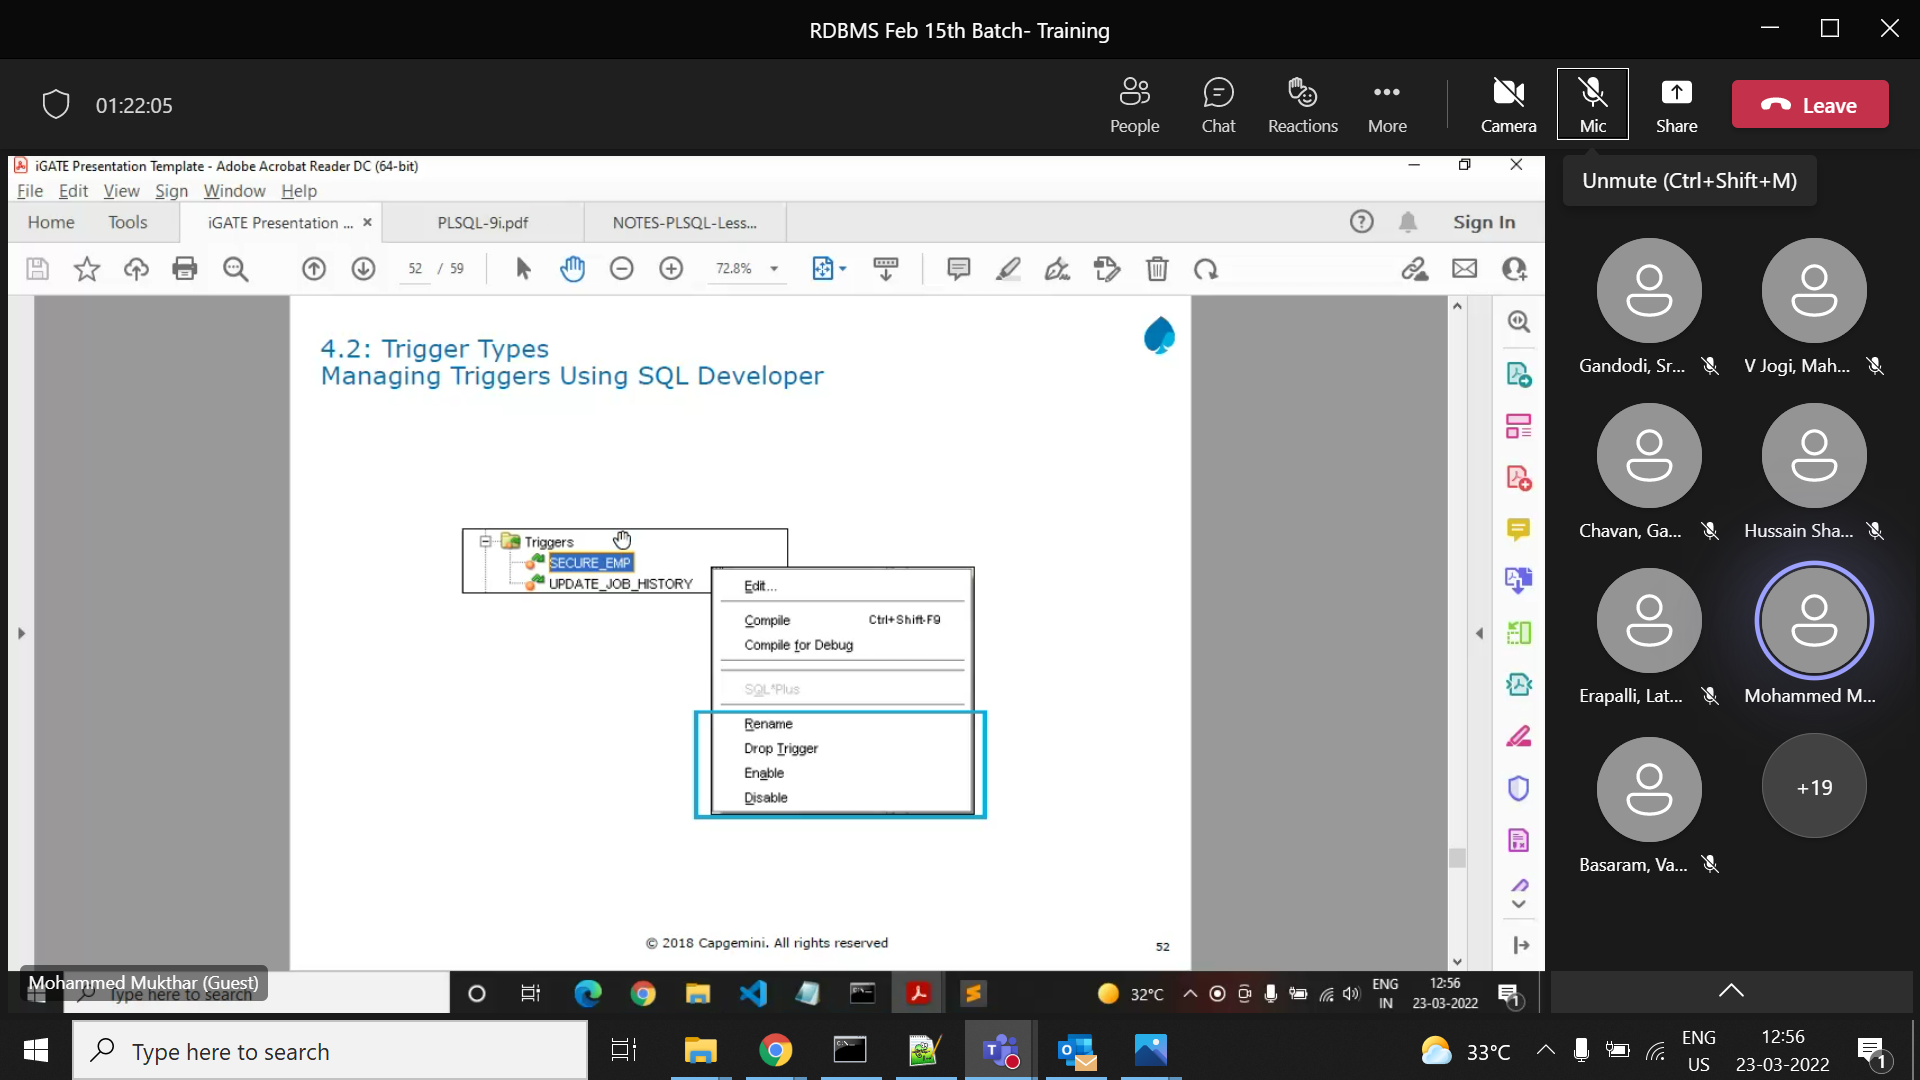 RDBMS Feb 15th Batch- Training
01:22:05
People
Chat
Reactions
More
Camera
Mic
Share
Leave
iGATE Presentation Template - Adobe Acrobat Reader DC (64-bit)
File Edit View Sign Window Help
Unmute (Ctrl+Shift+M)
Home Tools iGATE Presentation ... × PLSQL-9i.pdf NOTES-PLSQL-Less... Sign In
52 / 59 72.8%
4.2: Trigger Types
Managing Triggers Using SQL Developer
Triggers
SECURE_EMP
UPDATE_JOB_HISTORY
Edit...
Compile Ctrl+Shift-F9
Compile for Debug
SQL*Plus
Rename
Drop Trigger
Enable
Disable
© 2018 Capgemini. All rights reserved
52
Gandodi, Sr...
V Jogi, Mah...
Chavan, Ga...
Hussain Sha...
Erapalli, Lat...
Mohammed M...
Basaram, Va...
+19
Mohammed Mukthar (Guest)
Type here to search
32°C
ENG
IN
12:56
23-03-2022
1
Type here to search
33°C
ENG
US
12:56
23-03-2022
1